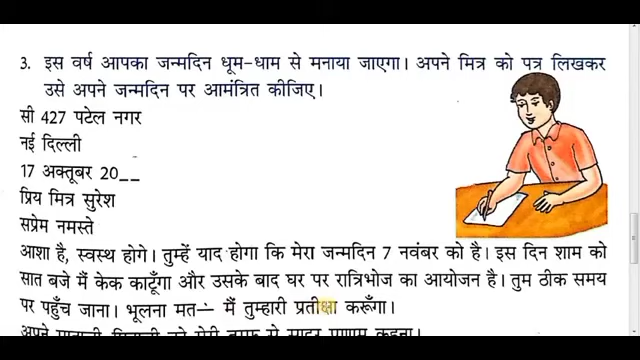 3. इस वर्ष आपका जन्मदिन धूम-धाम से मनाया जाएगा। अपने मित्र को पत्र लिखकर
उसे अपने जन्मदिन पर आमंत्रित कीजिए।
सी 427 पटेल नगर
नई दिल्ली
17 अक्तूबर 20__
प्रिय मित्र सुरेश
सप्रेम नमस्ते
आशा है, स्वस्थ होगे। तुम्हें याद होगा कि मेरा जन्मदिन 7 नवंबर को है। इस दिन शाम को
सात बजे मैं केक काटूँगा और उसके बाद घर पर रात्रिभोज का आयोजन है। तुम ठीक समय
पर पहुँच जाना। भूलना मत– मैं तुम्हारी प्रतीक्षा करूँगा।